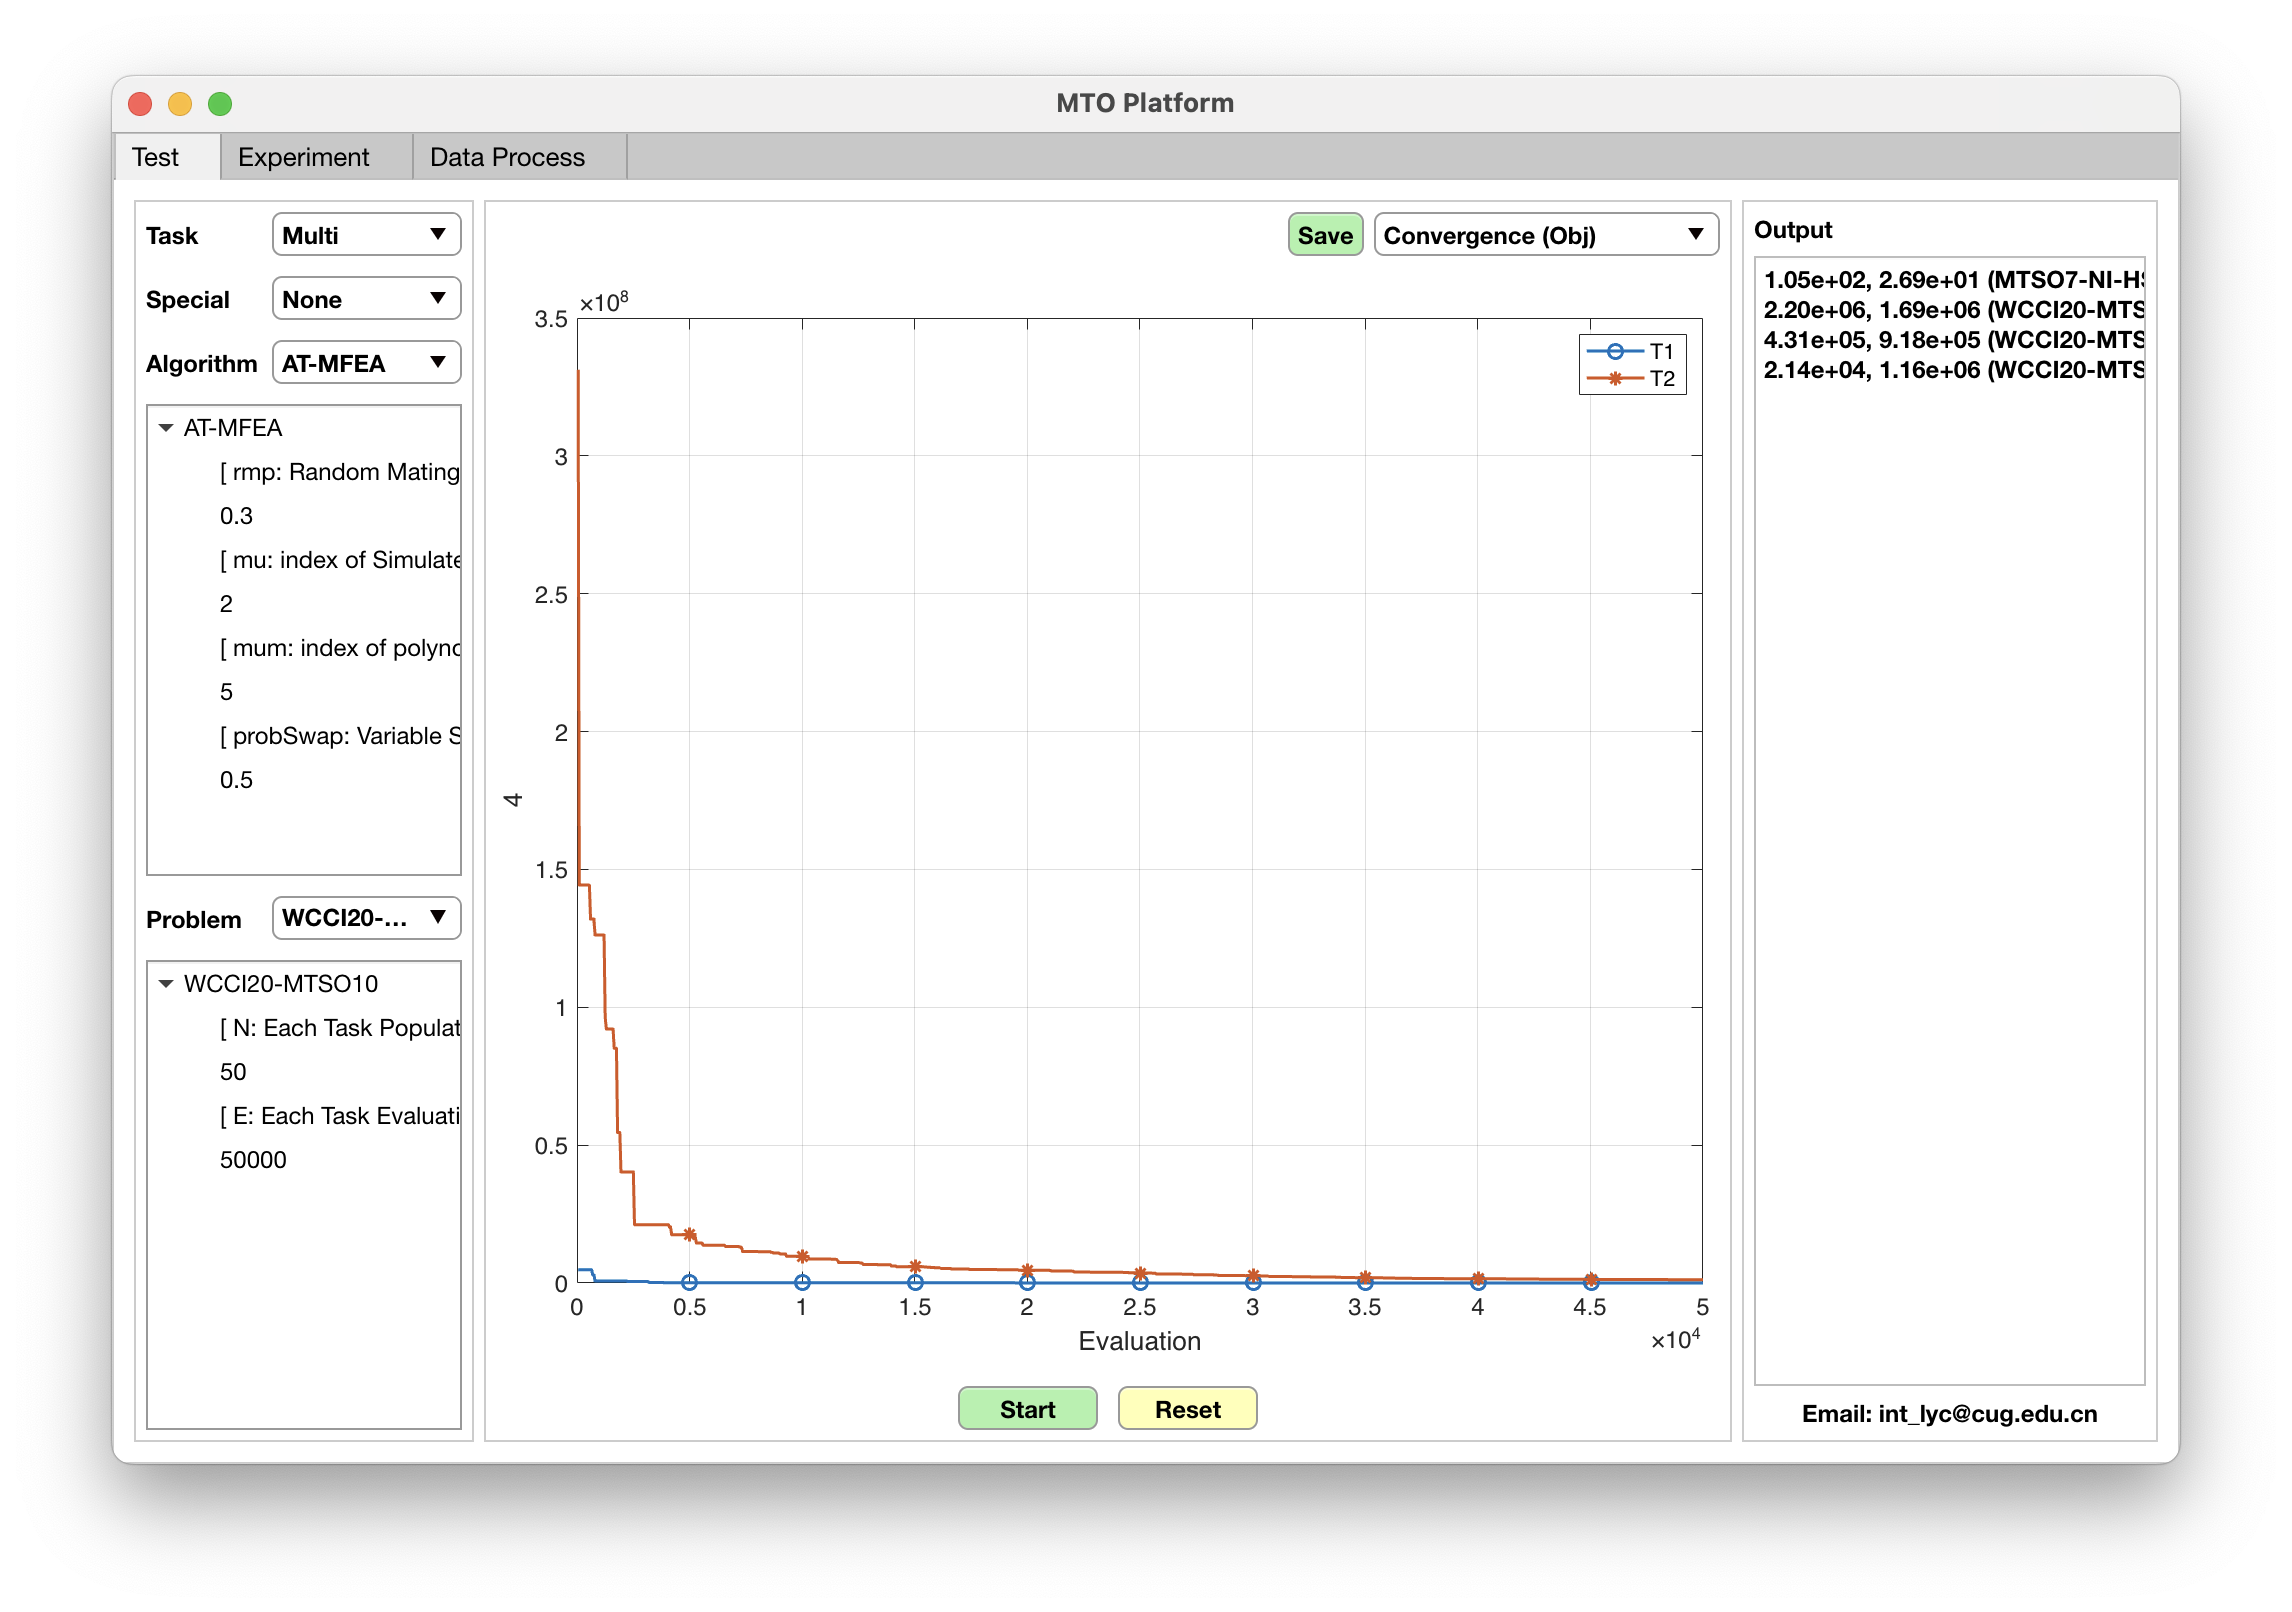 MTO Platform
Test Experiment Data Process
Task Multi
Special None
Algorithm AT-MFEA
AT-MFEA
[ rmp: Random Mating
0.3
[ mu: index of Simulate
2
[ mum: index of polyno
5
[ probSwap: Variable S
0.5
Problem WCCI20-...
WCCI20-MTSO10
[ N: Each Task Populat
50
[ E: Each Task Evaluati
50000
Save Convergence (Obj)
×10⁸
3.5
3
2.5
2
1.5
1
0.5
0
4
T1
T2
0 0.5 1 1.5 2 2.5 3 3.5 4 4.5 5
Evaluation
×10⁴
Start Reset
Output
1.05e+02, 2.69e+01 (MTSO7-NI-HS
2.20e+06, 1.69e+06 (WCCI20-MTS
4.31e+05, 9.18e+05 (WCCI20-MTS
2.14e+04, 1.16e+06 (WCCI20-MTS
Email: int_lyc@cug.edu.cn